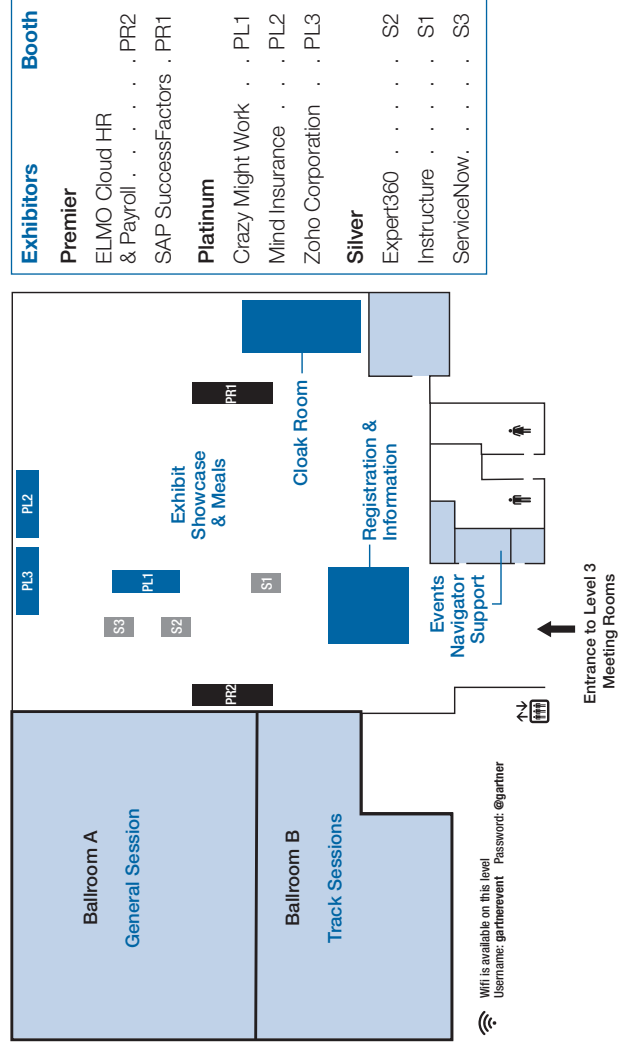 Exhibitors Booth
Premier
ELMO Cloud HR
& Payroll . . . . . . . PR2
SAP SuccessFactors . PR1
Platinum
Crazy Might Work . . PL1
Mind Insurance . . . PL2
Zoho Corporation . . PL3
Silver
Expert360 . . . . . . S2
Instructure . . . . . S1
ServiceNow. . . . . . S3
PL3
PL2
PL1
S3
S2
S1
PR1
PR2
Exhibit
Showcase
& Meals
Cloak Room
Registration &
Information
Events
Navigator
Support
Ballroom A
General Session
Ballroom B
Track Sessions
Entrance to Level 3
Meeting Rooms
Wifi is available on this level
Username: gartnerevent Password: @gartner